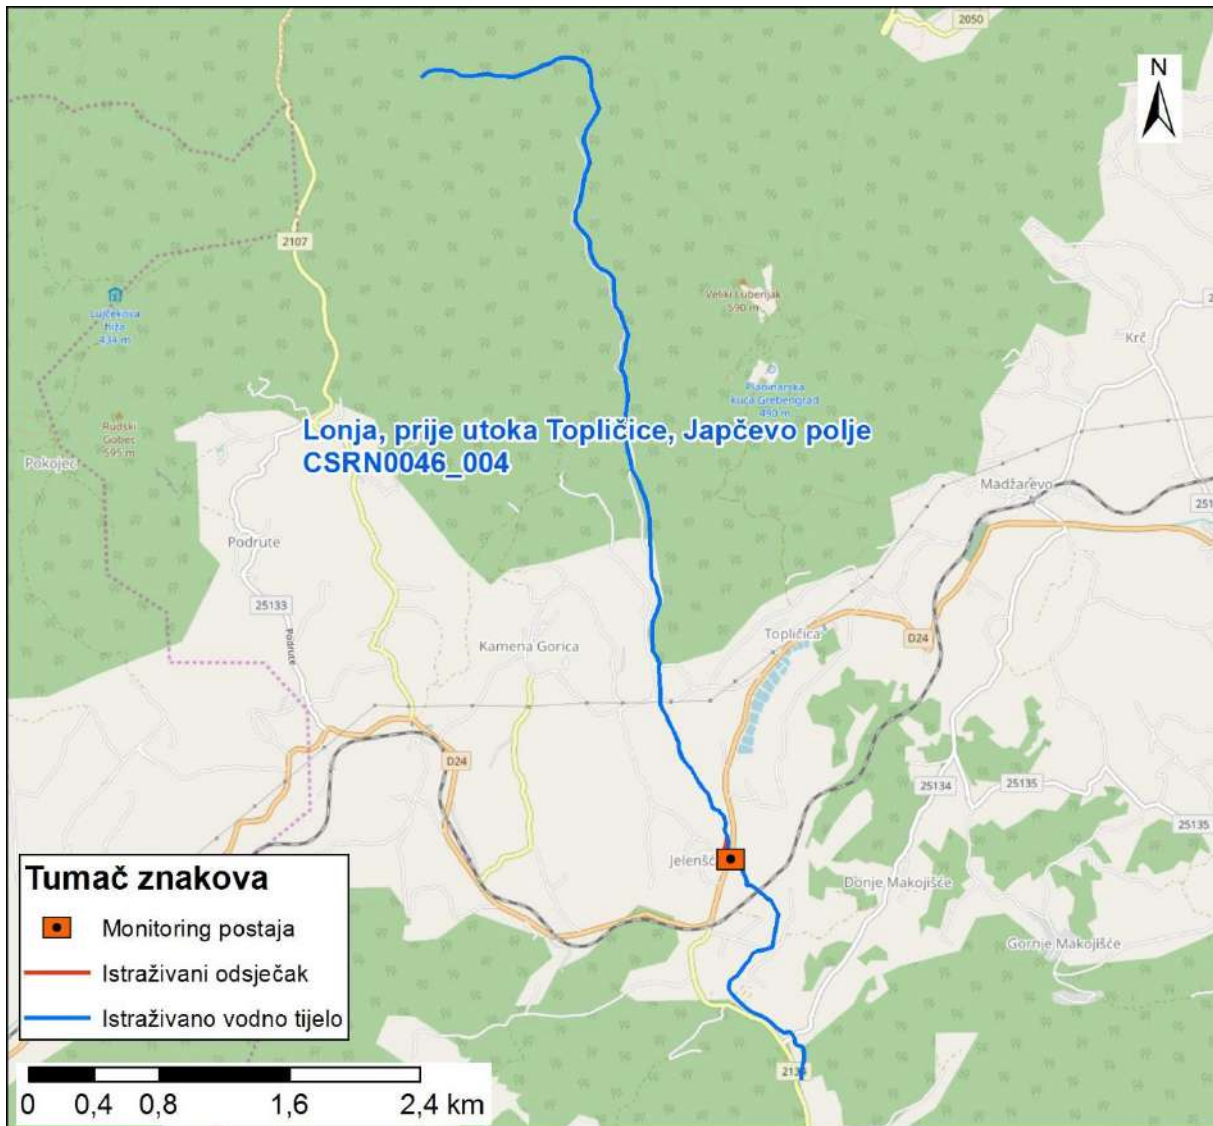 2050
N
2107
Lujčekova
hiža
434 m
Veliki Lubenjak
590 m
Krč
Planinarska
kuća Grebengrad
490 m
Rudski
Gobec
595 m
Pokojec
Lonja, prije utoka Topličice, Japčevo polje
CSRN0046_004
Madžarevo
Podrute
25133
Podrute
Kamena Gorica
Topličica
D24
D24
25134
25135
25135
Jelenšć
Donje Makojišće
Gornje Makojišće
Tumač znakova
Monitoring postaja
Istraživani odsječak
Istraživano vodno tijelo
0 0,4 0,8 1,6 2,4 km